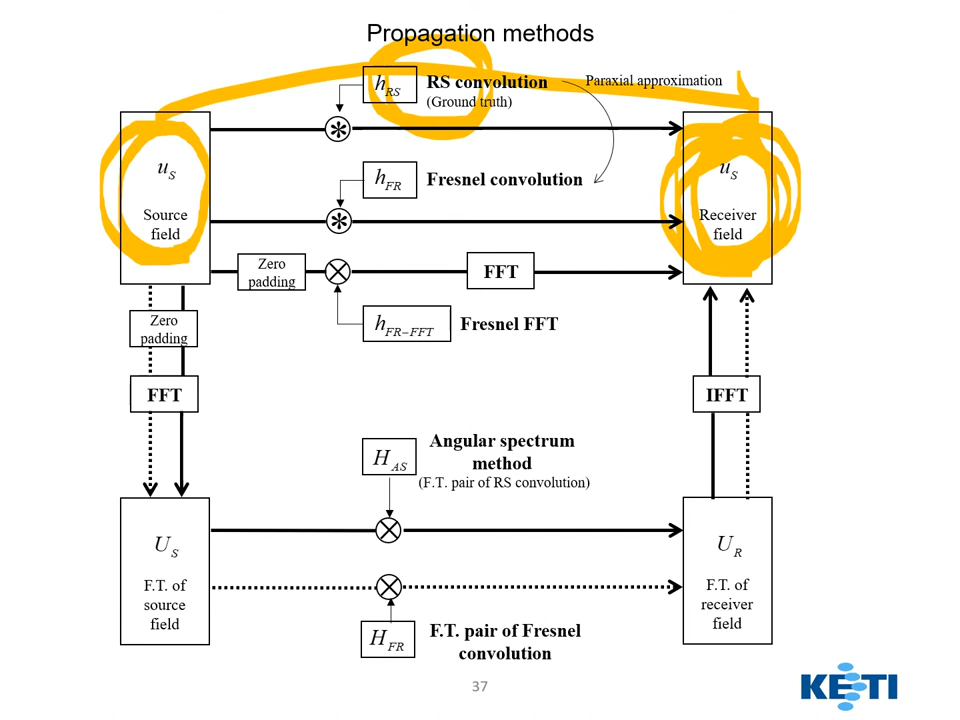 Propagation methods
h_RS
RS convolution
(Ground truth)
Paraxial approximation
u_S
Source
field
h_FR
Fresnel convolution
u_S
Receiver
field
Zero
padding
FFT
h_FR−FFT
Fresnel FFT
Zero
padding
FFT
IFFT
H_AS
Angular spectrum
method
(F.T. pair of RS convolution)
U_S
F.T. of
source
field
U_R
F.T. of
receiver
field
H_FR
F.T. pair of Fresnel
convolution
37
KETI